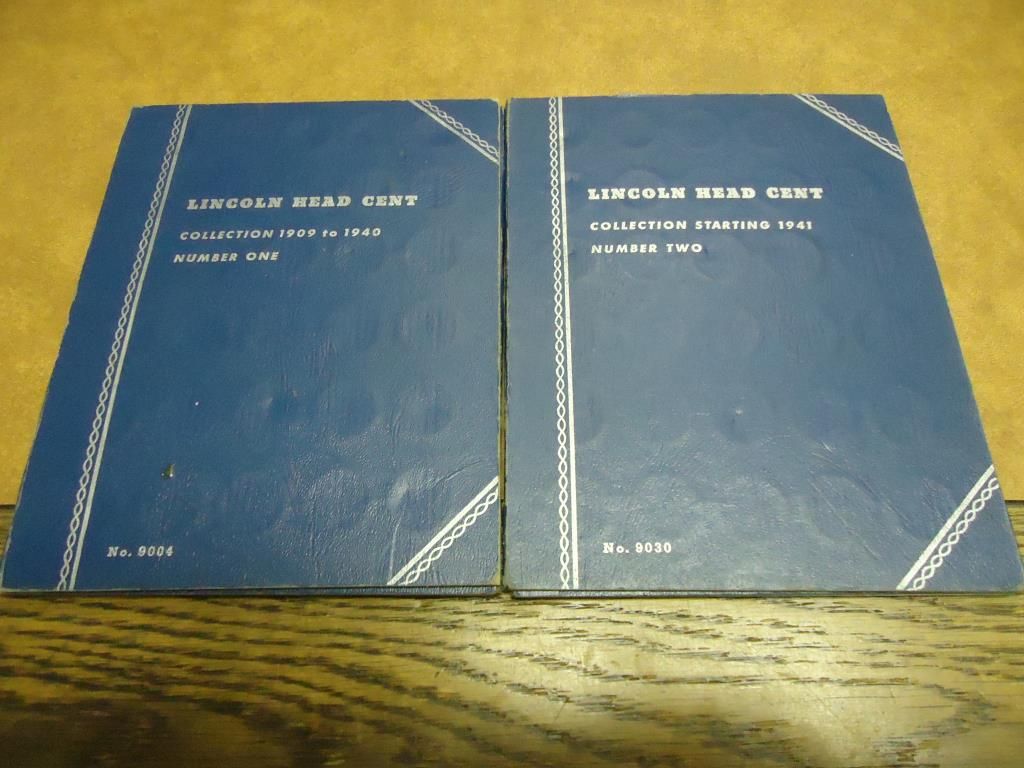 LINCOLN HEAD CENT
COLLECTION 1909 to 1940
NUMBER ONE
No. 9004
LINCOLN HEAD CENT
COLLECTION STARTING 1941
NUMBER TWO
No. 9030